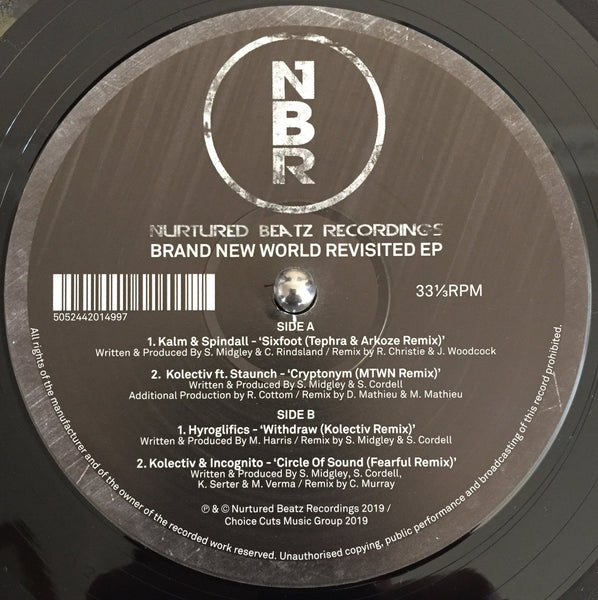 NBR
NURTURED BEATZ RECORDINGS
BRAND NEW WORLD REVISITED EP
5052442014997
33⅓RPM
SIDE A
1. Kalm & Spindall - ‘Sixfoot (Tephra & Arkoze Remix)’
Written & Produced By S. Midgley & C. Rindsland / Remix by R. Christie & J. Woodcock
2. Kolectiv ft. Staunch - ‘Cryptonym (MTWN Remix)’
Written & Produced By S. Midgley & S. Cordell
Additional Production by R. Cottom / Remix by D. Mathieu & M. Mathieu
SIDE B
1. Hyroglifics - ‘Withdraw (Kolectiv Remix)’
Written & Produced By M. Harris / Remix by S. Midgley & S. Cordell
2. Kolectiv & Incognito - ‘Circle Of Sound (Fearful Remix)’
Written & Produced By S. Midgley, S. Cordell,
K. Serter & M. Verma / Remix by C. Murray
℗ & © Nurtured Beatz Recordings 2019 /
Choice Cuts Music Group 2019
All rights of the manufacturer and of the owner of the recorded work reserved. Unauthorised copying, public performance and broadcasting of this record prohibited.